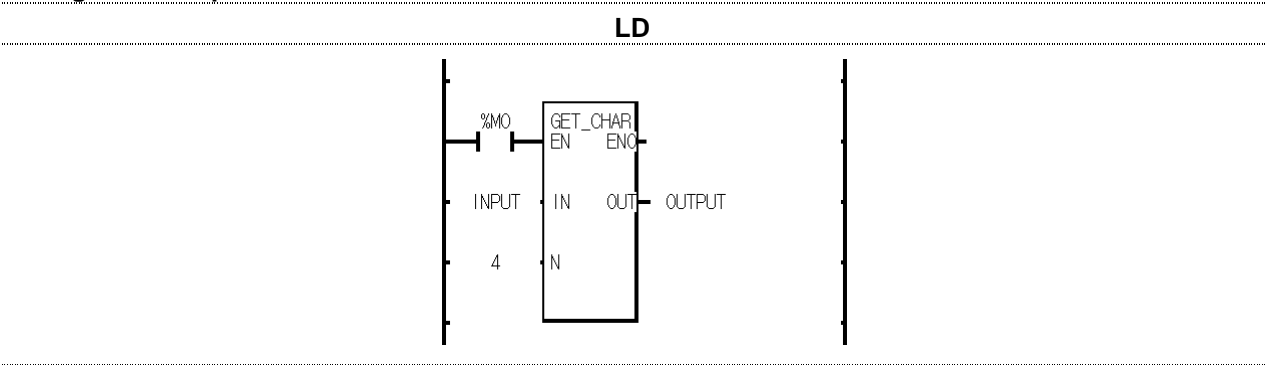 LD
%M0 GET_CHAR
EN ENO
INPUT IN OUT OUTPUT
4 N